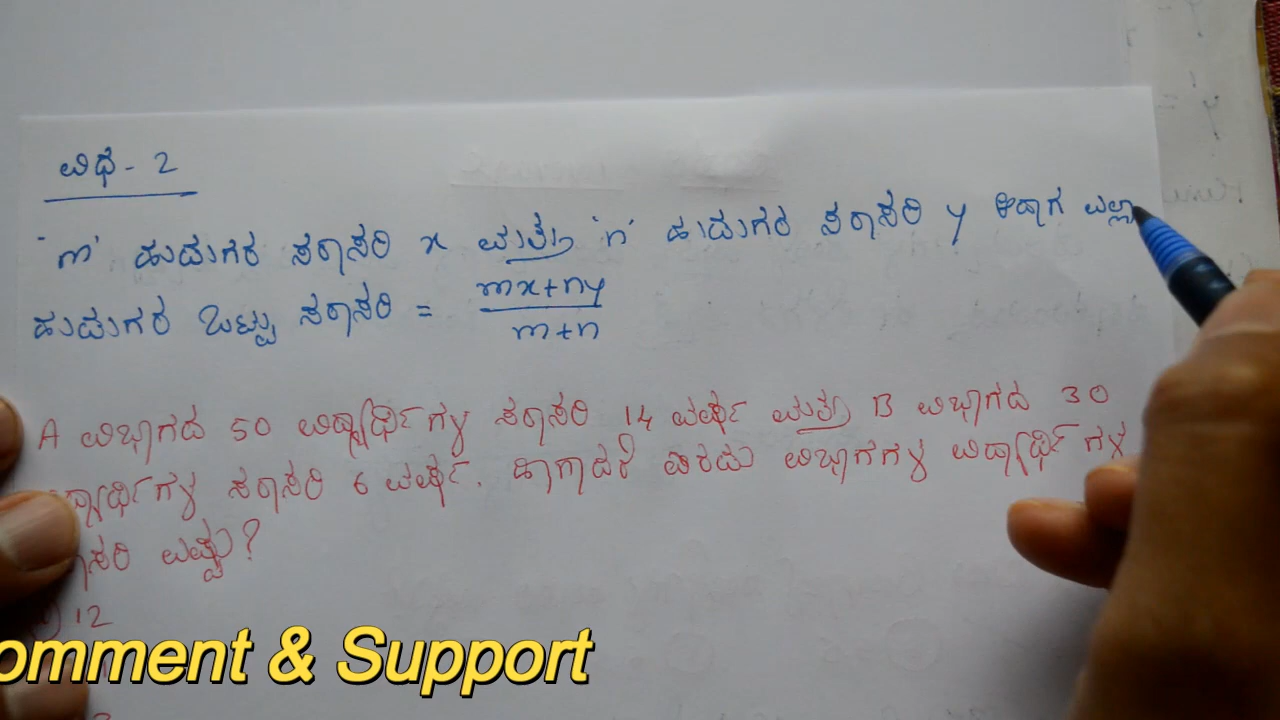 ವಿಧ - 2
'm' ಹುಡುಗರ ಸರಾಸರಿ x ಮತ್ತು 'n' ಹುಡುಗರ ಸರಾಸರಿ y ಆದಾಗ ಎಲ್ಲಾ
ಹುಡುಗರ ಒಟ್ಟು ಸರಾಸರಿ = mx+ny / m+n
A ವಿಭಾಗದ 50 ವಿದ್ಯಾರ್ಥಿಗಳ ಸರಾಸರಿ 14 ವರ್ಷ ಮತ್ತು B ವಿಭಾಗದ 30
ದ್ಯಾರ್ಥಿಗಳ ಸರಾಸರಿ 6 ವರ್ಷ. ಹಾಗಾದರೆ ಎರಡು ವಿಭಾಗಗಳ ವಿದ್ಯಾರ್ಥಿಗಳ
ಾಸರಿ ಎಷ್ಟು?
12
omment & Support